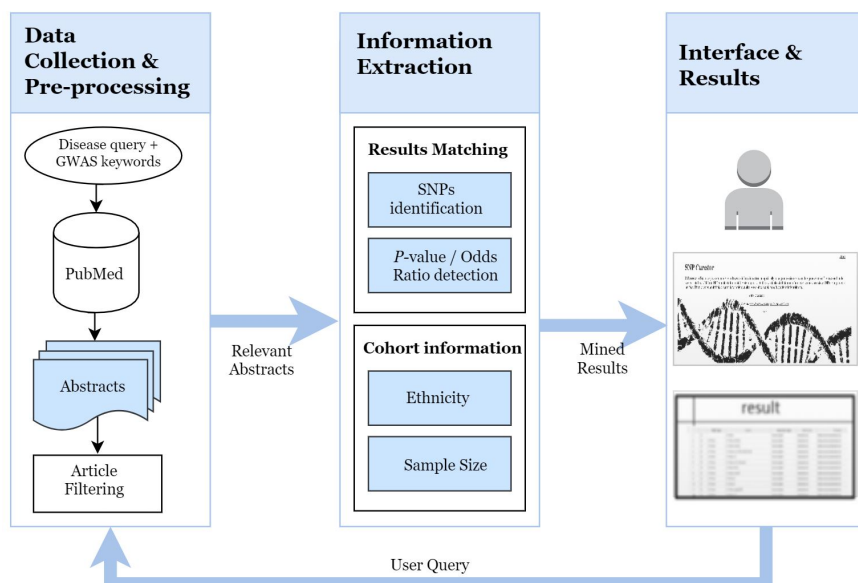 Data
Collection &
Pre-processing
Disease query +
GWAS keywords
PubMed
Abstracts
Article
Filtering
Relevant
Abstracts
Information
Extraction
Results Matching
SNPs
identification
P-value / Odds
Ratio detection
Cohort information
Ethnicity
Sample Size
Mined
Results
Interface &
Results
SNP Curator
result
User Query